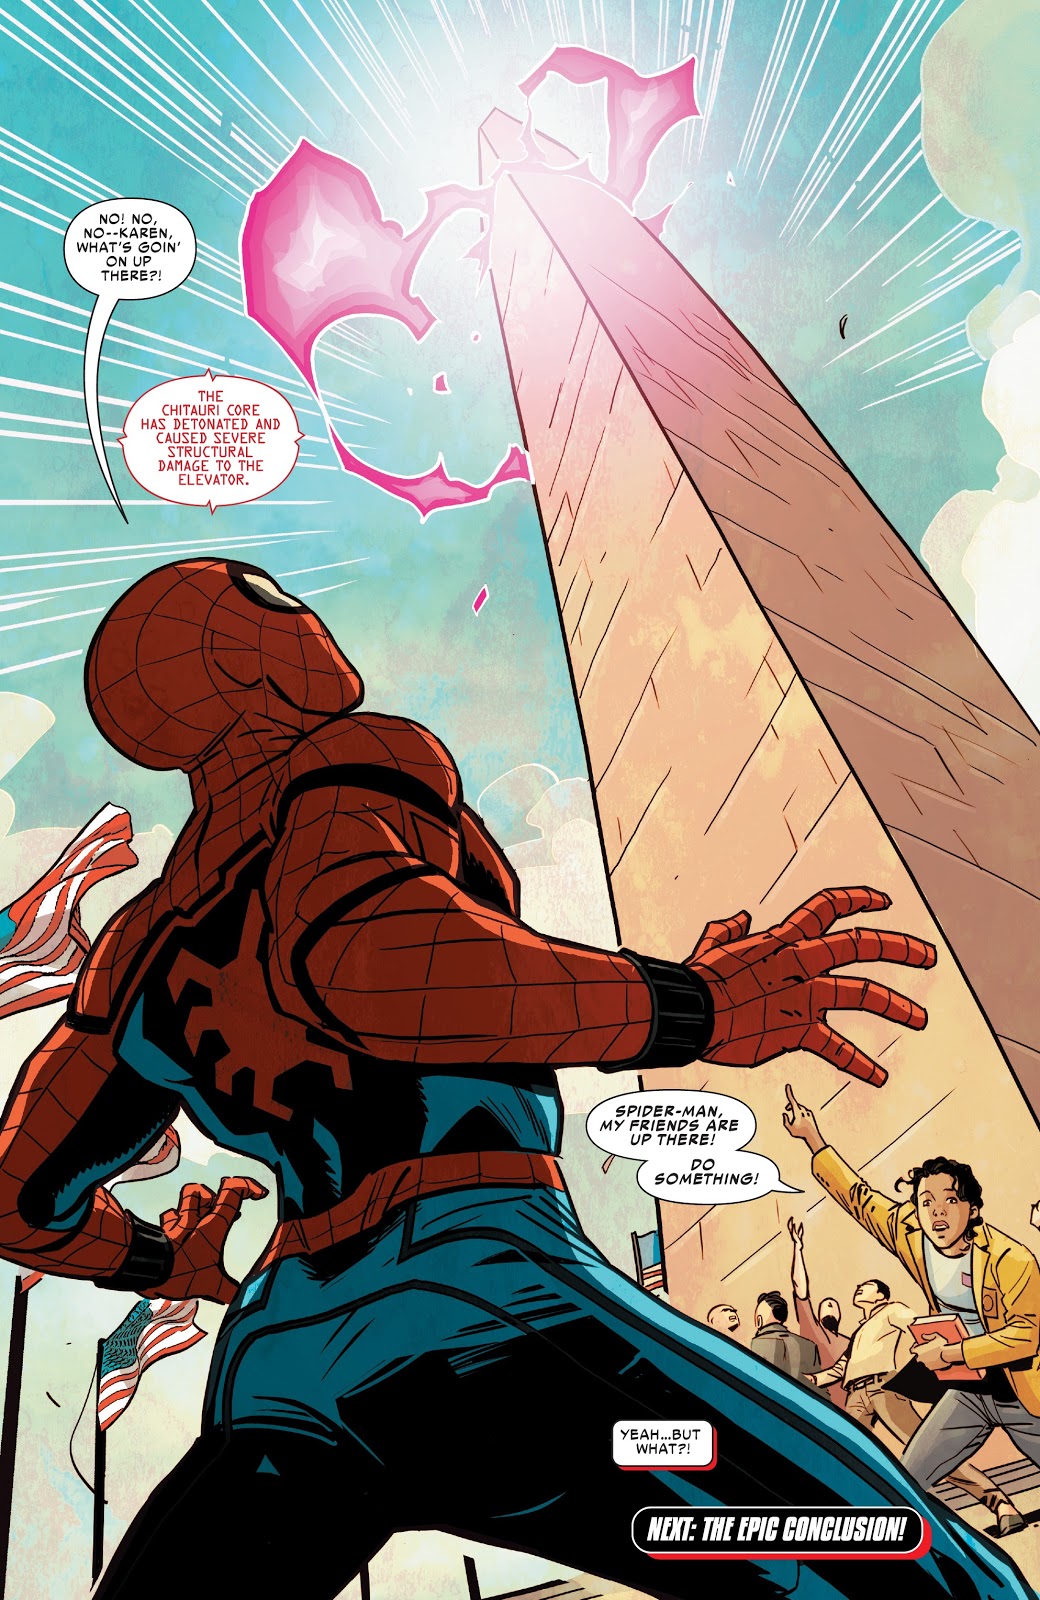 NO! NO,
NO--KAREN,
WHAT'S GOIN'
ON UP
THERE?!
THE
CHITAURI CORE
HAS DETONATED AND
CAUSED SEVERE
STRUCTURAL
DAMAGE TO THE
ELEVATOR.
SPIDER-MAN,
MY FRIENDS ARE
UP THERE!
DO
SOMETHING!
YEAH...BUT
WHAT?!
NEXT: THE EPIC CONCLUSION!